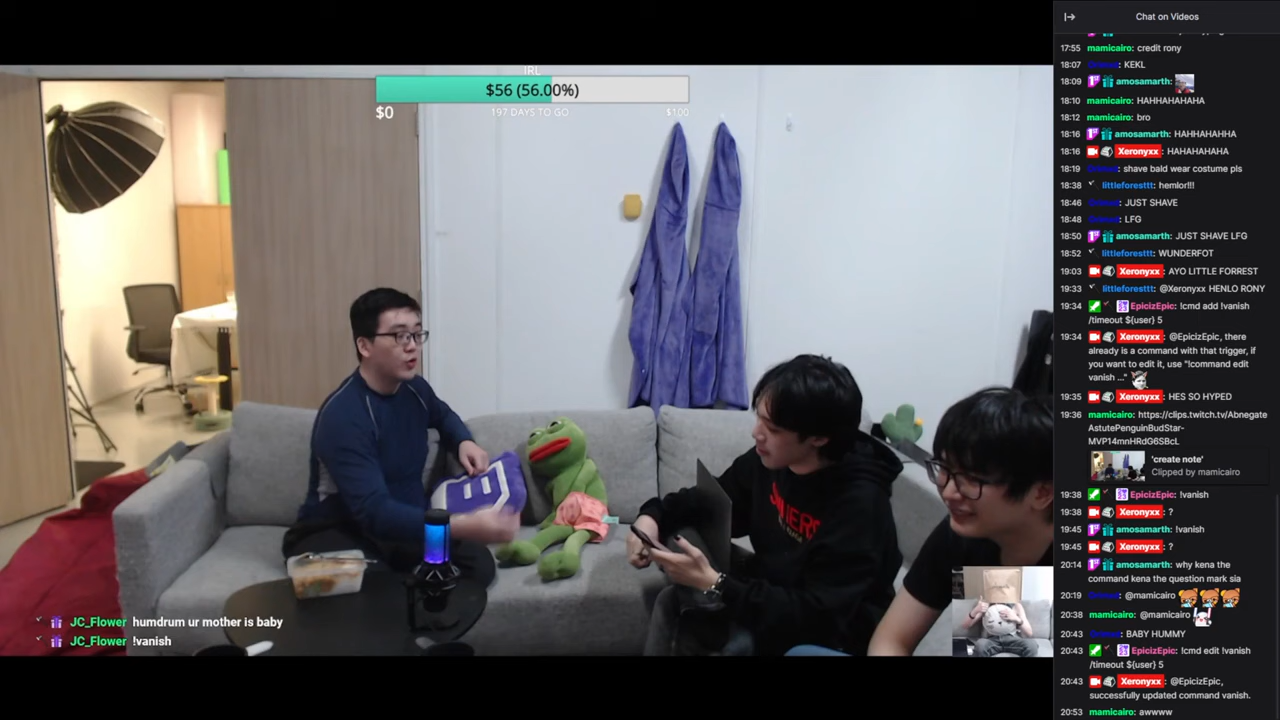 Chat on Videos
17:55 mamicairo: credit rony
18:07 : KEKL
18:09 amosamarth:
18:10 mamicairo: HAHHAHAHAHA
18:12 mamicairo: bro
18:16 amosamarth: HAHHAHAHHA
18:16 Xeronyxx : HAHAHAHAHA
18:19 : shave bald wear costume pls
18:38 littleforesttt: hemlor!!!
18:46 : JUST SHAVE
18:48 : LFG
18:50 amosamarth: JUST SHAVE LFG
18:52 littleforesttt: WUNDERFOT
19:03 Xeronyxx : AYO LITTLE FORREST
19:33 littleforesttt: @Xeronyxx HENLO RONY
19:34 EpicizEpic: !cmd add !vanish
/timeout ${user} 5
19:34 Xeronyxx : @EpicizEpic, there
already is a command with that trigger, if
you want to edit it, use "!command edit
vanish ..."
19:35 Xeronyxx : HES SO HYPED
19:36 mamicairo: https://clips.twitch.tv/Abnegate
AstutePenguinBudStar-
MVP14mnHRdG6SBcL
'create note'
Clipped by mamicairo
19:38 EpicizEpic: !vanish
19:38 Xeronyxx : ?
19:45 amosamarth: !vanish
19:45 Xeronyxx : ?
20:14 amosamarth: why kena the
command kena the question mark sia
20:19 : @mamicairo
20:38 mamicairo: @mamicairo
20:43 : BABY HUMMY
20:43 EpicizEpic: !cmd edit !vanish
/timeout ${user} 5
20:43 Xeronyxx : @EpicizEpic,
successfully updated command vanish.
20:53 mamicairo: awwww
IRL
$56 (56.00%)
$0 197 DAYS TO GO $100
JC_Flower humdrum ur mother is baby
JC_Flower !vanish